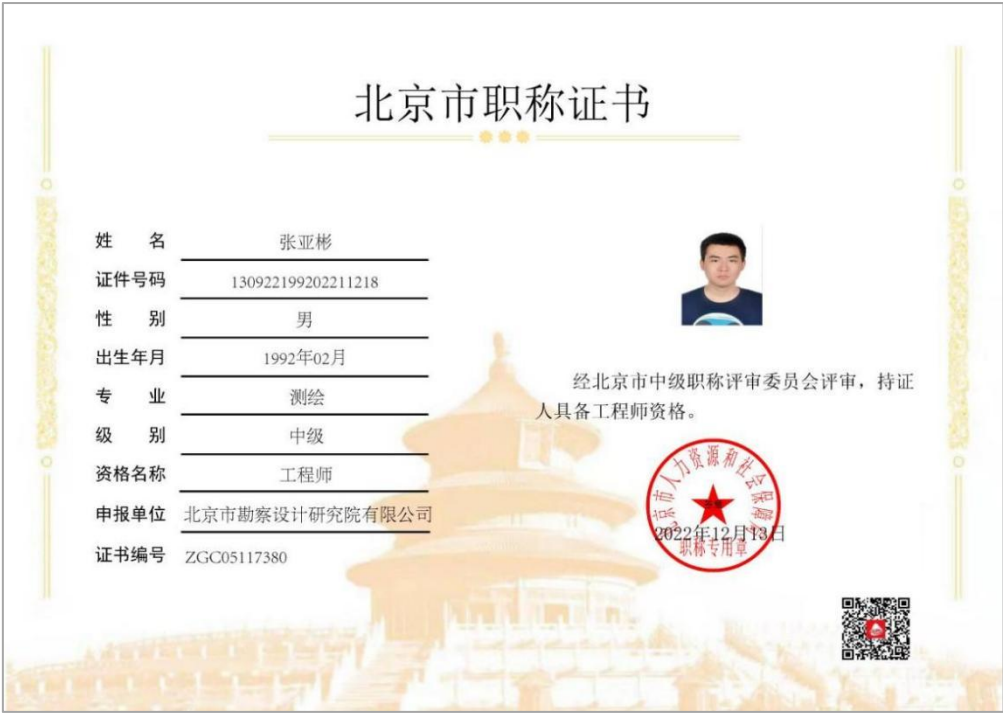 北京市职称证书
姓 名 张亚彬
证件号码 130922199202211218
性 别 男
出生年月 1992年02月
专 业 测绘
级 别 中级
资格名称 工程师
申报单位 北京市勘察设计研究院有限公司
证书编号 ZGC05117380
经北京市中级职称评审委员会评审，持证
人具备工程师资格。
北京市人力资源和社会保障局
2022年12月13日
职称专用章